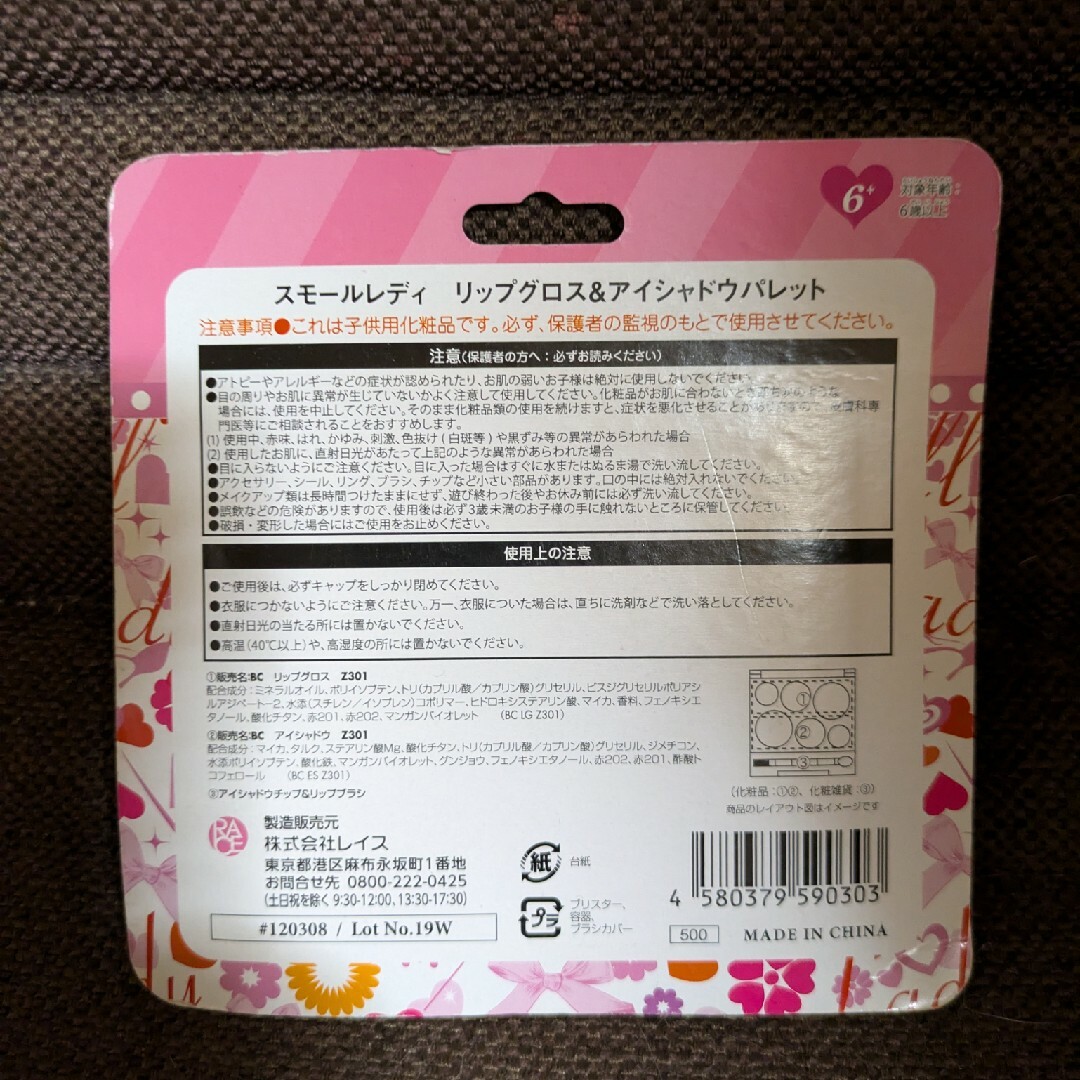 6+
対象年齢:
6歳以上
スモールレディ リップグロス&アイシャドウパレット
注意事項●これは子供用化粧品です。必ず、保護者の監視のもとで使用させてください。
注意(保護者の方へ:必ずお読みください)
●アトピーやアレルギーなどの症状が認められたり、お肌の弱いお子様は絶対に使用しないでください。
●目の周りやお肌に異常が生じていないかよく注意して使用してください。化粧品がお肌に合わない
場合には、使用を中止してください。そのまま化粧品類の使用を続けますと、症状を悪化させることがありますので、皮膚科専
門医等にご相談されることをおすすめします。
(1) 使用中、赤味、はれ、かゆみ、刺激、色抜け(白斑等)や黒ずみ等の異常があらわれた場合
(2) 使用したお肌に、直射日光があたって上記のような異常があらわれた場合
●目に入らないようにご注意ください。目に入った場合はすぐに水またはぬるま湯で洗い流してください。
●アクセサリー、シール、リング、ブラシ、チップなど小さい部品があります。口の中には絶対入れないでください。
●メイクアップ類は長時間つけたままにせず、遊び終わった後やお休み前には必ず洗い流してください。
●誤飲などの危険がありますので、使用後は必ず3歳未満のお子様の手に触れないところに保管してください。
●破損・変形した場合にはご使用をお止めください。
使用上の注意
●ご使用後は、必ずキャップをしっかり閉めてください。
●衣服につかないようにご注意ください。万一、衣服についた場合は、直ちに洗剤などで洗い落としてください。
●直射日光の当たる所には置かないでください。
●高温(40℃以上)や、高湿度の所には置かないでください。
①販売名:BC リップグロス Z301
配合成分:ミネラルオイル、ポリイソブテン、トリ(カプリル酸/カプリン酸)グリセリル、ビスジグリセリルポリアシ
ルアジペート-2、水添(スチレン/イソプレン)コポリマー、ヒドロキシステアリン酸、マイカ、香料、フェノキシエ
タノール、酸化チタン、赤201、赤202、マンガンバイオレット (BC LG Z301)
②販売名:BC アイシャドウ Z301
配合成分:マイカ、タルク、ステアリン酸Mg、酸化チタン、トリ(カプリル酸/カプリン酸)グリセリル、ジメチコン、
水添ポリイソブテン、酸化鉄、マンガンバイオレット、グンジョウ、フェノキシエタノール、赤202、赤201、酢酸ト
コフェロール (BC ES Z301)
③アイシャドウチップ&リップブラシ
①
②
③
(化粧品:①②、化粧雑貨:③)
商品のレイアウト図はイメージです
RACE
製造販売元
株式会社レイス
東京都港区麻布永坂町1番地
お問合せ先 0800-222-0425
(土日祝を除く 9:30-12:00、13:30-17:30)
#120308 / Lot No.19W
紙 台紙
プラ ブリスター、
容器、
ブラシカバー
4 580379 590303
500 MADE IN CHINA